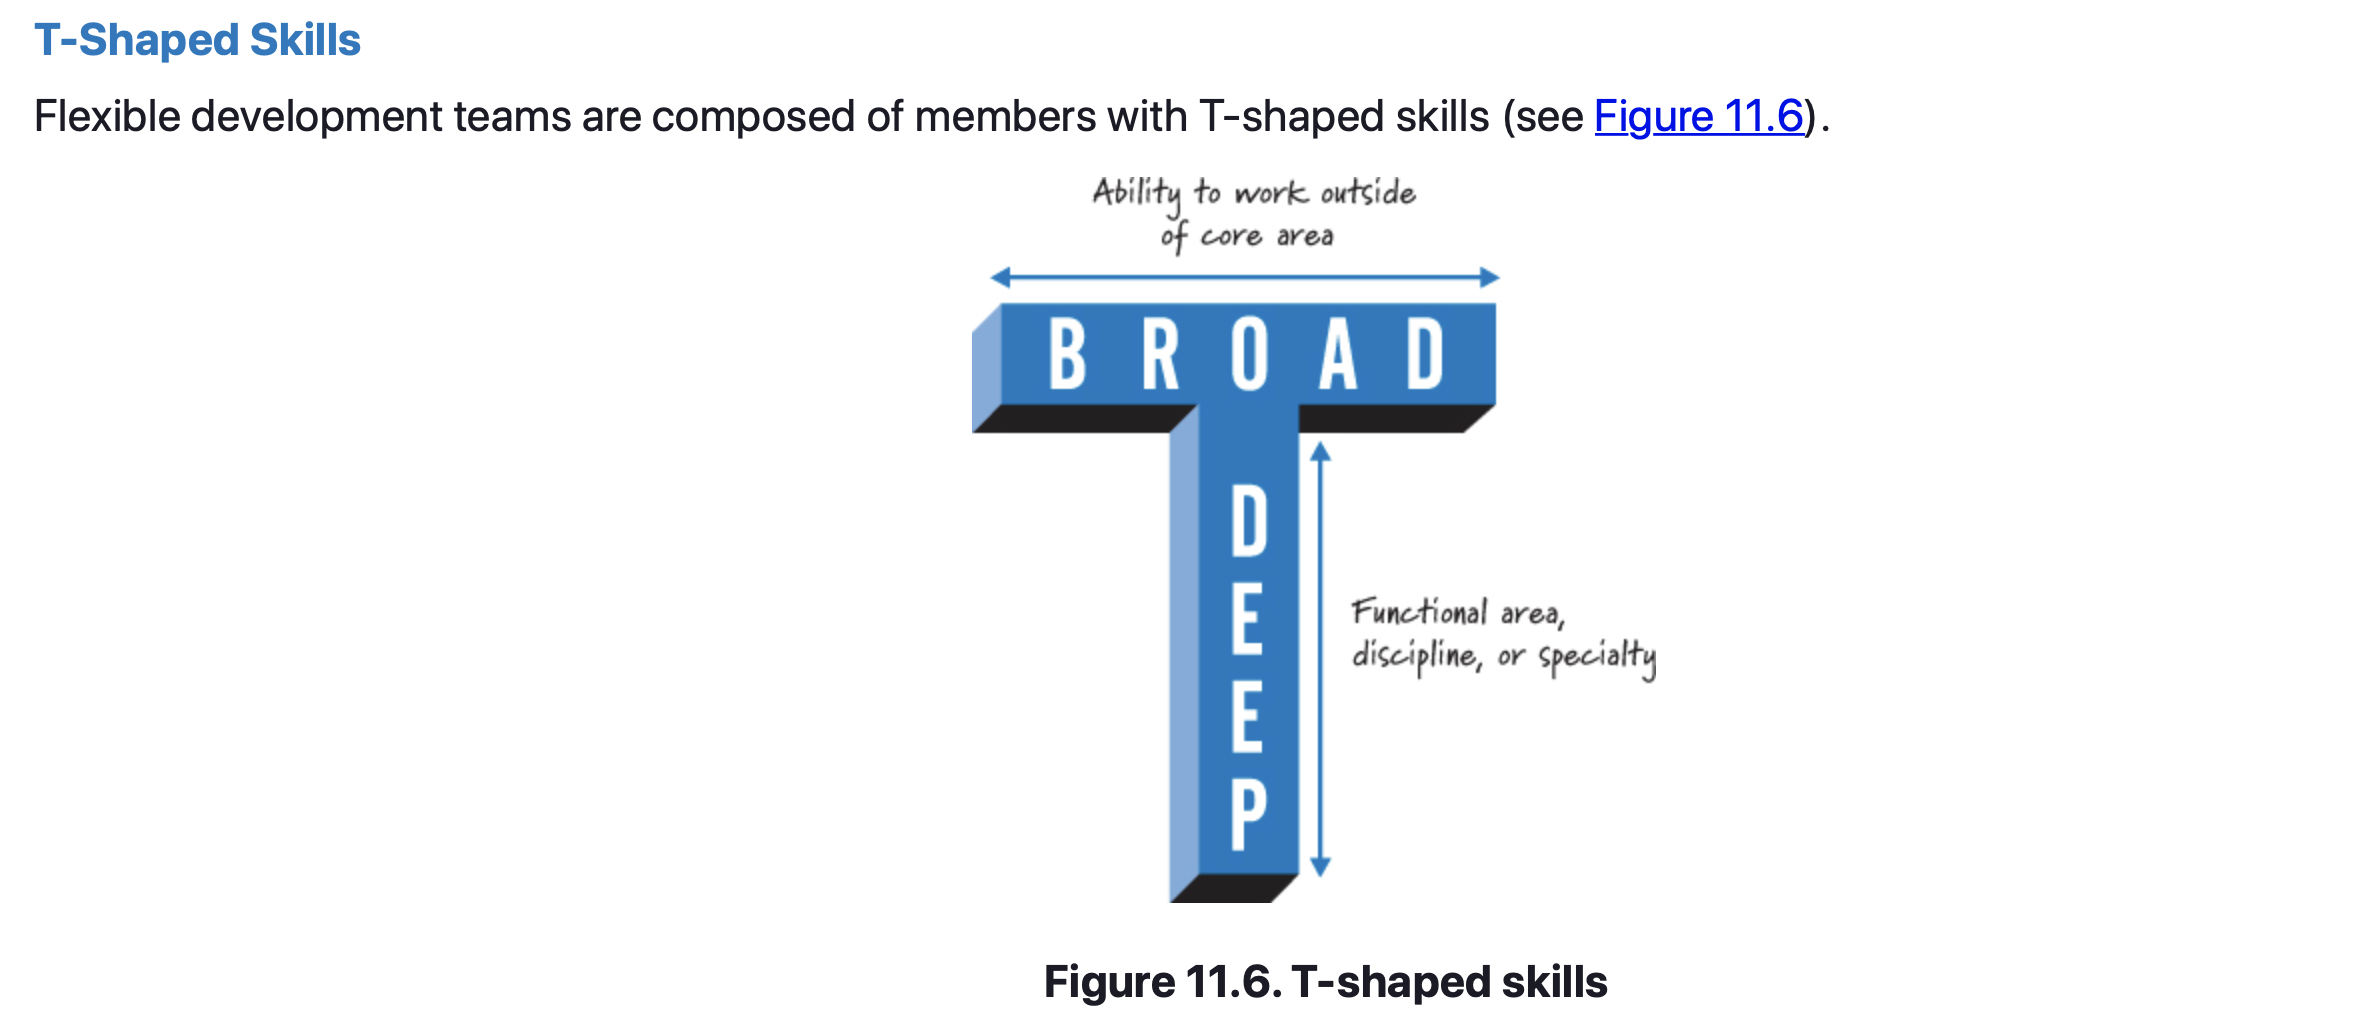 T-Shaped Skills
Flexible development teams are composed of members with T-shaped skills (see Figure 11.6).
Ability to work outside
of core area
BROAD
DEEP
Functional area,
discipline, or specialty
Figure 11.6. T-shaped skills